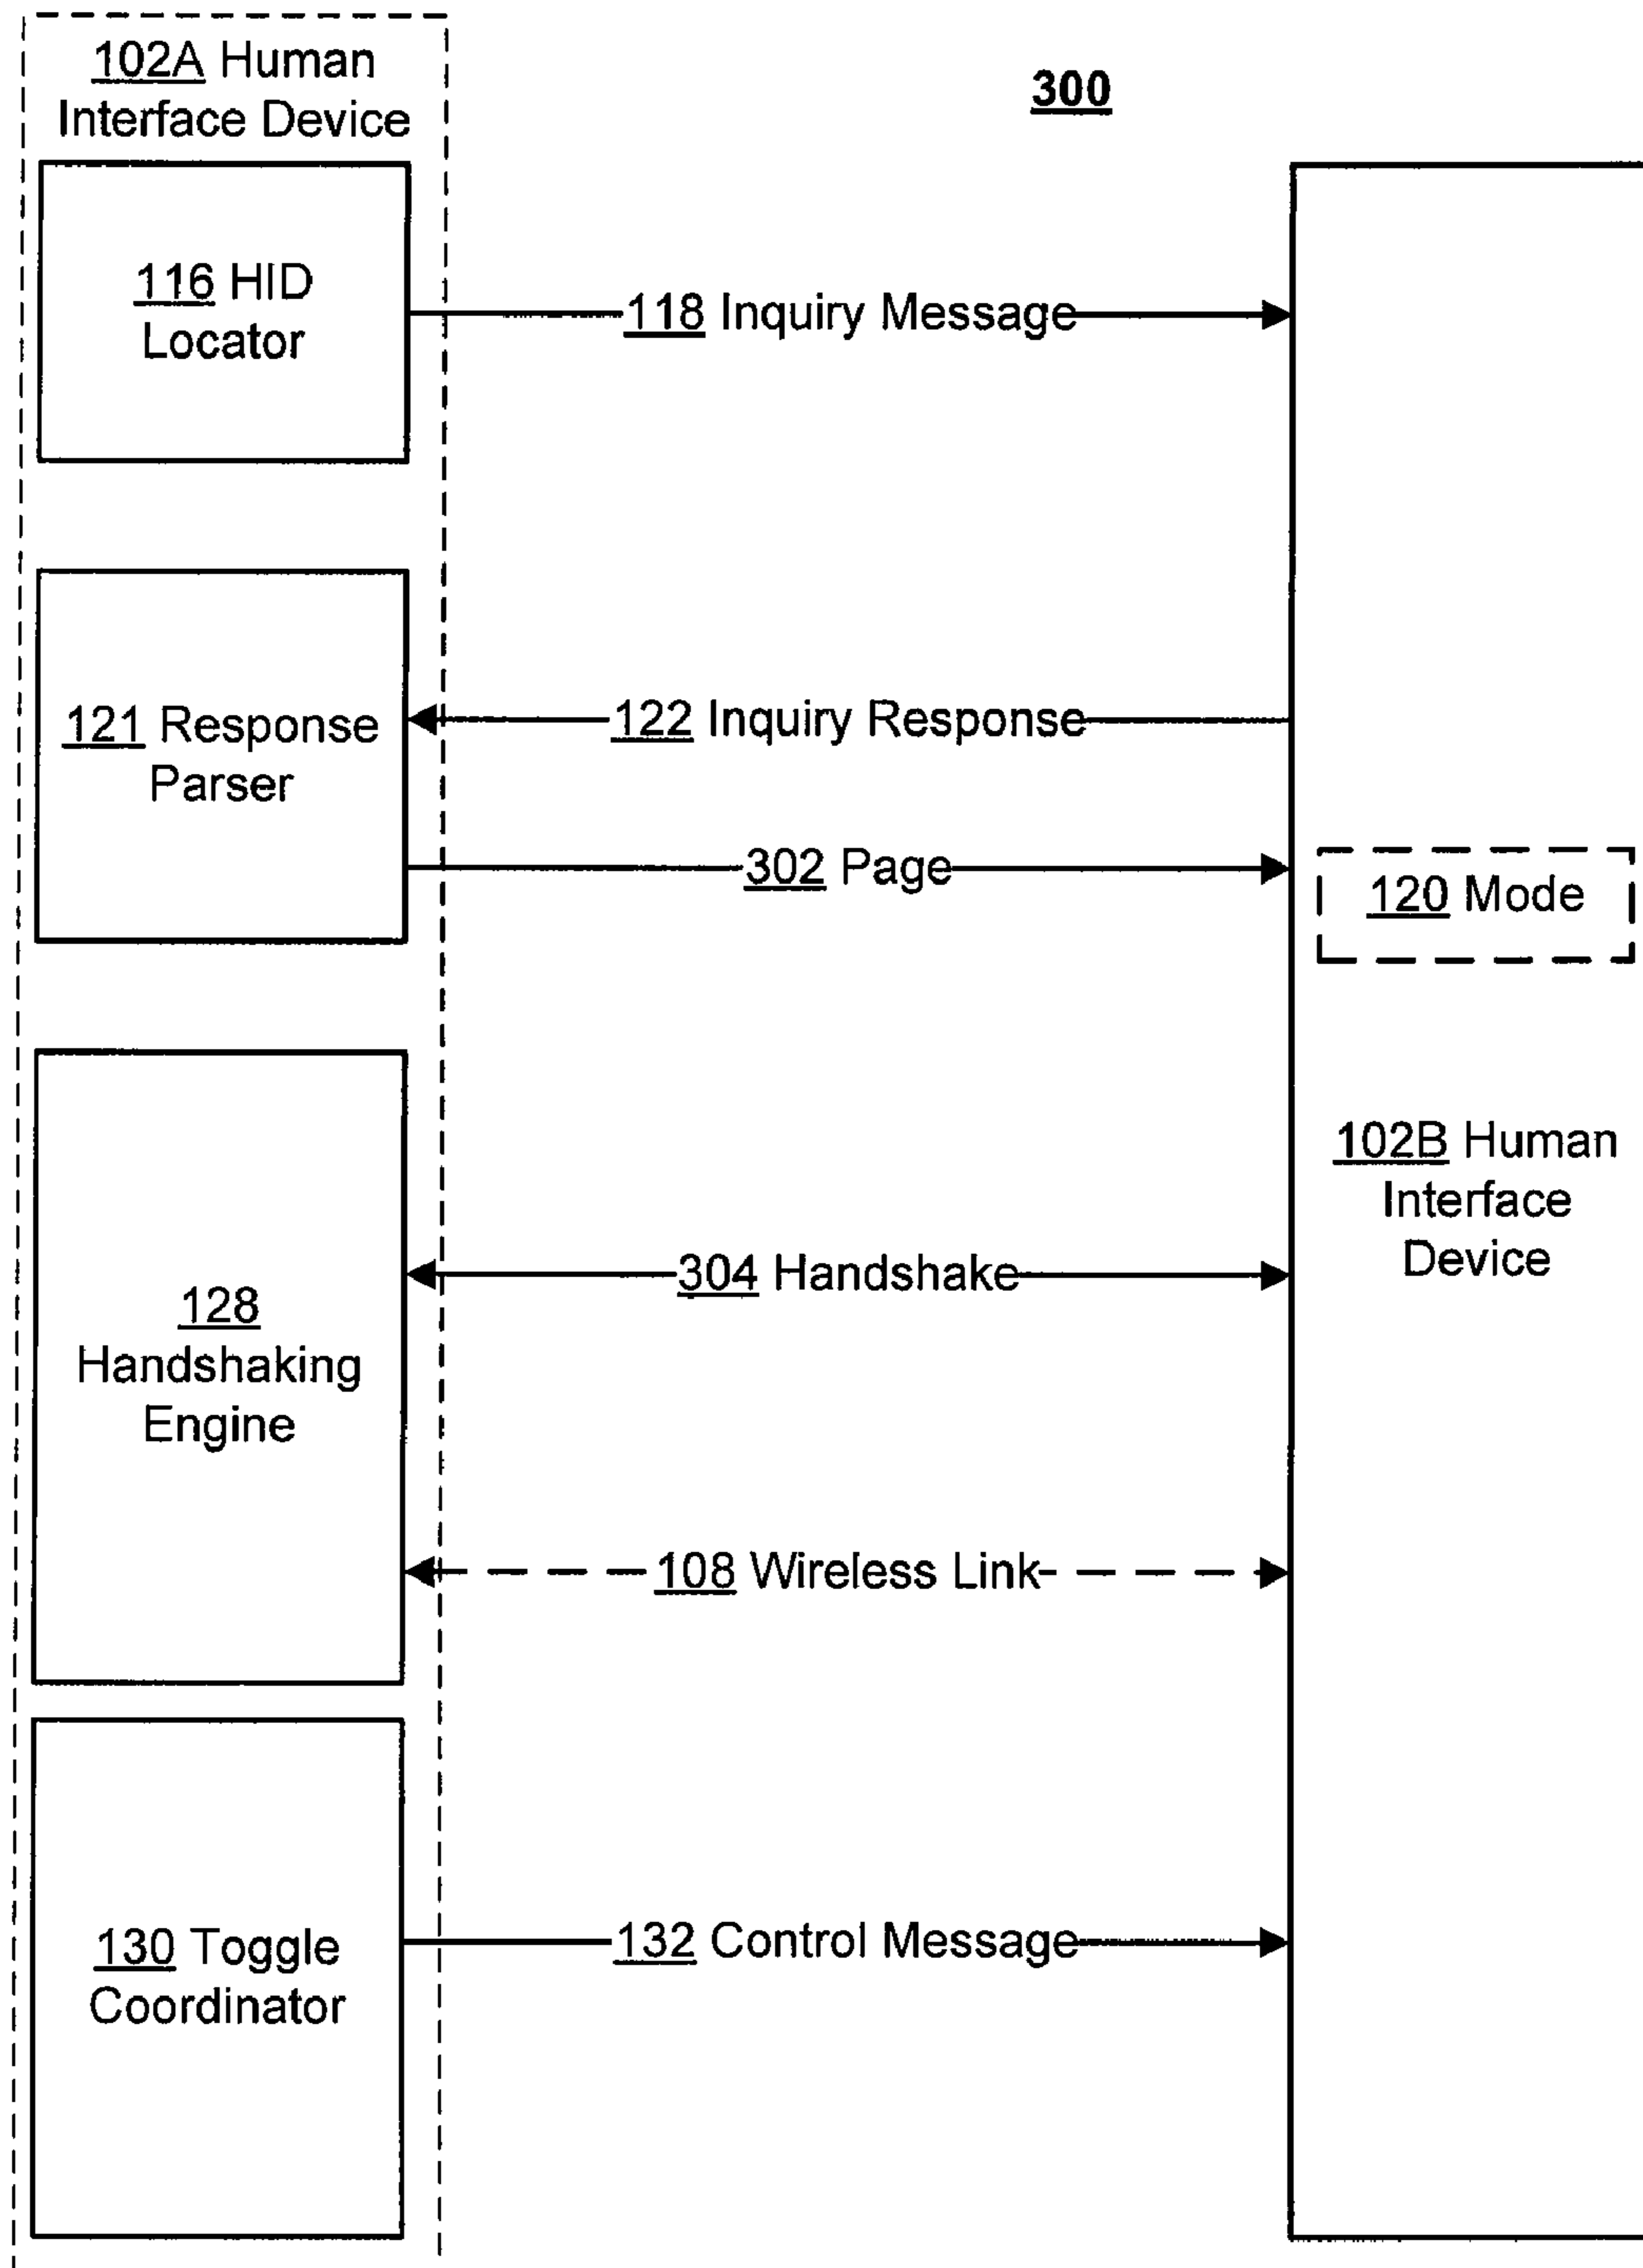 102A Human
Interface Device
300
116 HID
Locator
118 Inquiry Message
121 Response
Parser
122 Inquiry Response
302 Page
120 Mode
102B Human
Interface
Device
128
Handshaking
Engine
304 Handshake
108 Wireless Link
130 Toggle
Coordinator
132 Control Message